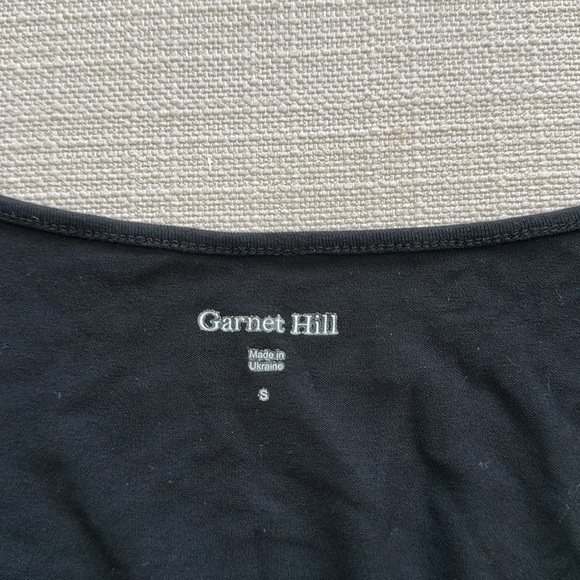 Garnet Hill
Made in
Ukraine
S